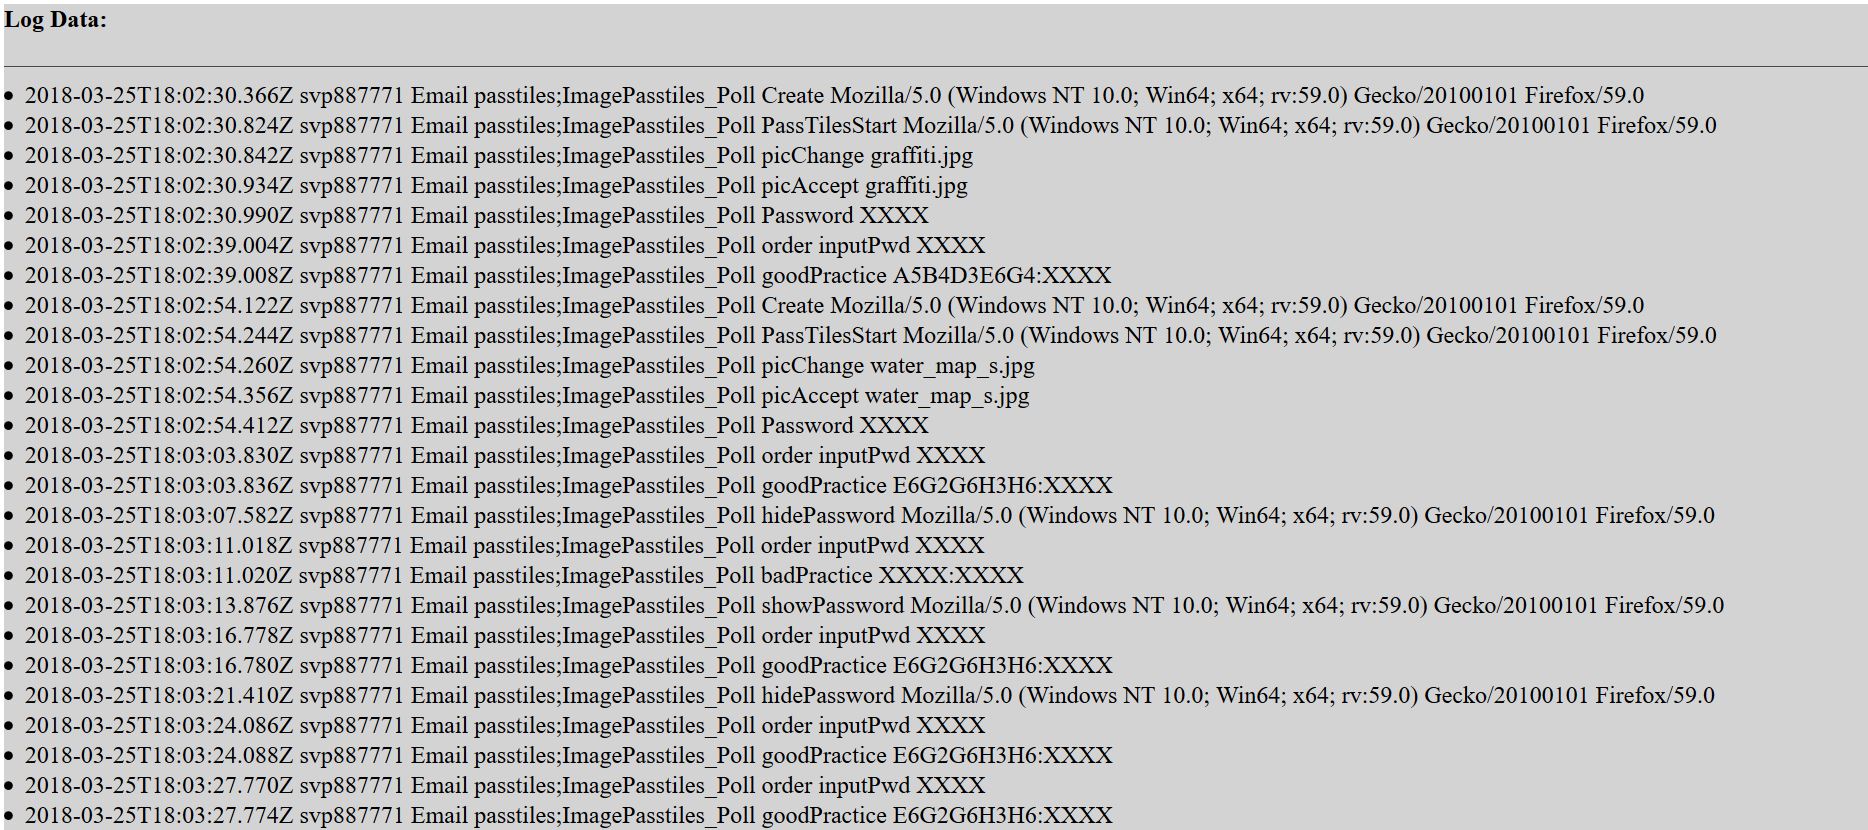 Log Data:
2018-03-25T18:02:30.366Z svp887771 Email passtiles;ImagePasstiles_Poll Create Mozilla/5.0 (Windows NT 10.0; Win64; x64; rv:59.0) Gecko/20100101 Firefox/59.0
2018-03-25T18:02:30.824Z svp887771 Email passtiles;ImagePasstiles_Poll PassTilesStart Mozilla/5.0 (Windows NT 10.0; Win64; x64; rv:59.0) Gecko/20100101 Firefox/59.0
2018-03-25T18:02:30.842Z svp887771 Email passtiles;ImagePasstiles_Poll picChange graffiti.jpg
2018-03-25T18:02:30.934Z svp887771 Email passtiles;ImagePasstiles_Poll picAccept graffiti.jpg
2018-03-25T18:02:30.990Z svp887771 Email passtiles;ImagePasstiles_Poll Password XXXX
2018-03-25T18:02:39.004Z svp887771 Email passtiles;ImagePasstiles_Poll order inputPwd XXXX
2018-03-25T18:02:39.008Z svp887771 Email passtiles;ImagePasstiles_Poll goodPractice A5B4D3E6G4:XXXX
2018-03-25T18:02:54.122Z svp887771 Email passtiles;ImagePasstiles_Poll Create Mozilla/5.0 (Windows NT 10.0; Win64; x64; rv:59.0) Gecko/20100101 Firefox/59.0
2018-03-25T18:02:54.244Z svp887771 Email passtiles;ImagePasstiles_Poll PassTilesStart Mozilla/5.0 (Windows NT 10.0; Win64; x64; rv:59.0) Gecko/20100101 Firefox/59.0
2018-03-25T18:02:54.260Z svp887771 Email passtiles;ImagePasstiles_Poll picChange water_map_s.jpg
2018-03-25T18:02:54.356Z svp887771 Email passtiles;ImagePasstiles_Poll picAccept water_map_s.jpg
2018-03-25T18:02:54.412Z svp887771 Email passtiles;ImagePasstiles_Poll Password XXXX
2018-03-25T18:03:03.830Z svp887771 Email passtiles;ImagePasstiles_Poll order inputPwd XXXX
2018-03-25T18:03:03.836Z svp887771 Email passtiles;ImagePasstiles_Poll goodPractice E6G2G6H3H6:XXXX
2018-03-25T18:03:07.582Z svp887771 Email passtiles;ImagePasstiles_Poll hidePassword Mozilla/5.0 (Windows NT 10.0; Win64; x64; rv:59.0) Gecko/20100101 Firefox/59.0
2018-03-25T18:03:11.018Z svp887771 Email passtiles;ImagePasstiles_Poll order inputPwd XXXX
2018-03-25T18:03:11.020Z svp887771 Email passtiles;ImagePasstiles_Poll badPractice XXXX:XXXX
2018-03-25T18:03:13.876Z svp887771 Email passtiles;ImagePasstiles_Poll showPassword Mozilla/5.0 (Windows NT 10.0; Win64; x64; rv:59.0) Gecko/20100101 Firefox/59.0
2018-03-25T18:03:16.778Z svp887771 Email passtiles;ImagePasstiles_Poll order inputPwd XXXX
2018-03-25T18:03:16.780Z svp887771 Email passtiles;ImagePasstiles_Poll goodPractice E6G2G6H3H6:XXXX
2018-03-25T18:03:21.410Z svp887771 Email passtiles;ImagePasstiles_Poll hidePassword Mozilla/5.0 (Windows NT 10.0; Win64; x64; rv:59.0) Gecko/20100101 Firefox/59.0
2018-03-25T18:03:24.086Z svp887771 Email passtiles;ImagePasstiles_Poll order inputPwd XXXX
2018-03-25T18:03:24.088Z svp887771 Email passtiles;ImagePasstiles_Poll goodPractice E6G2G6H3H6:XXXX
2018-03-25T18:03:27.770Z svp887771 Email passtiles;ImagePasstiles_Poll order inputPwd XXXX
2018-03-25T18:03:27.774Z svp887771 Email passtiles;ImagePasstiles_Poll goodPractice E6G2G6H3H6:XXXX